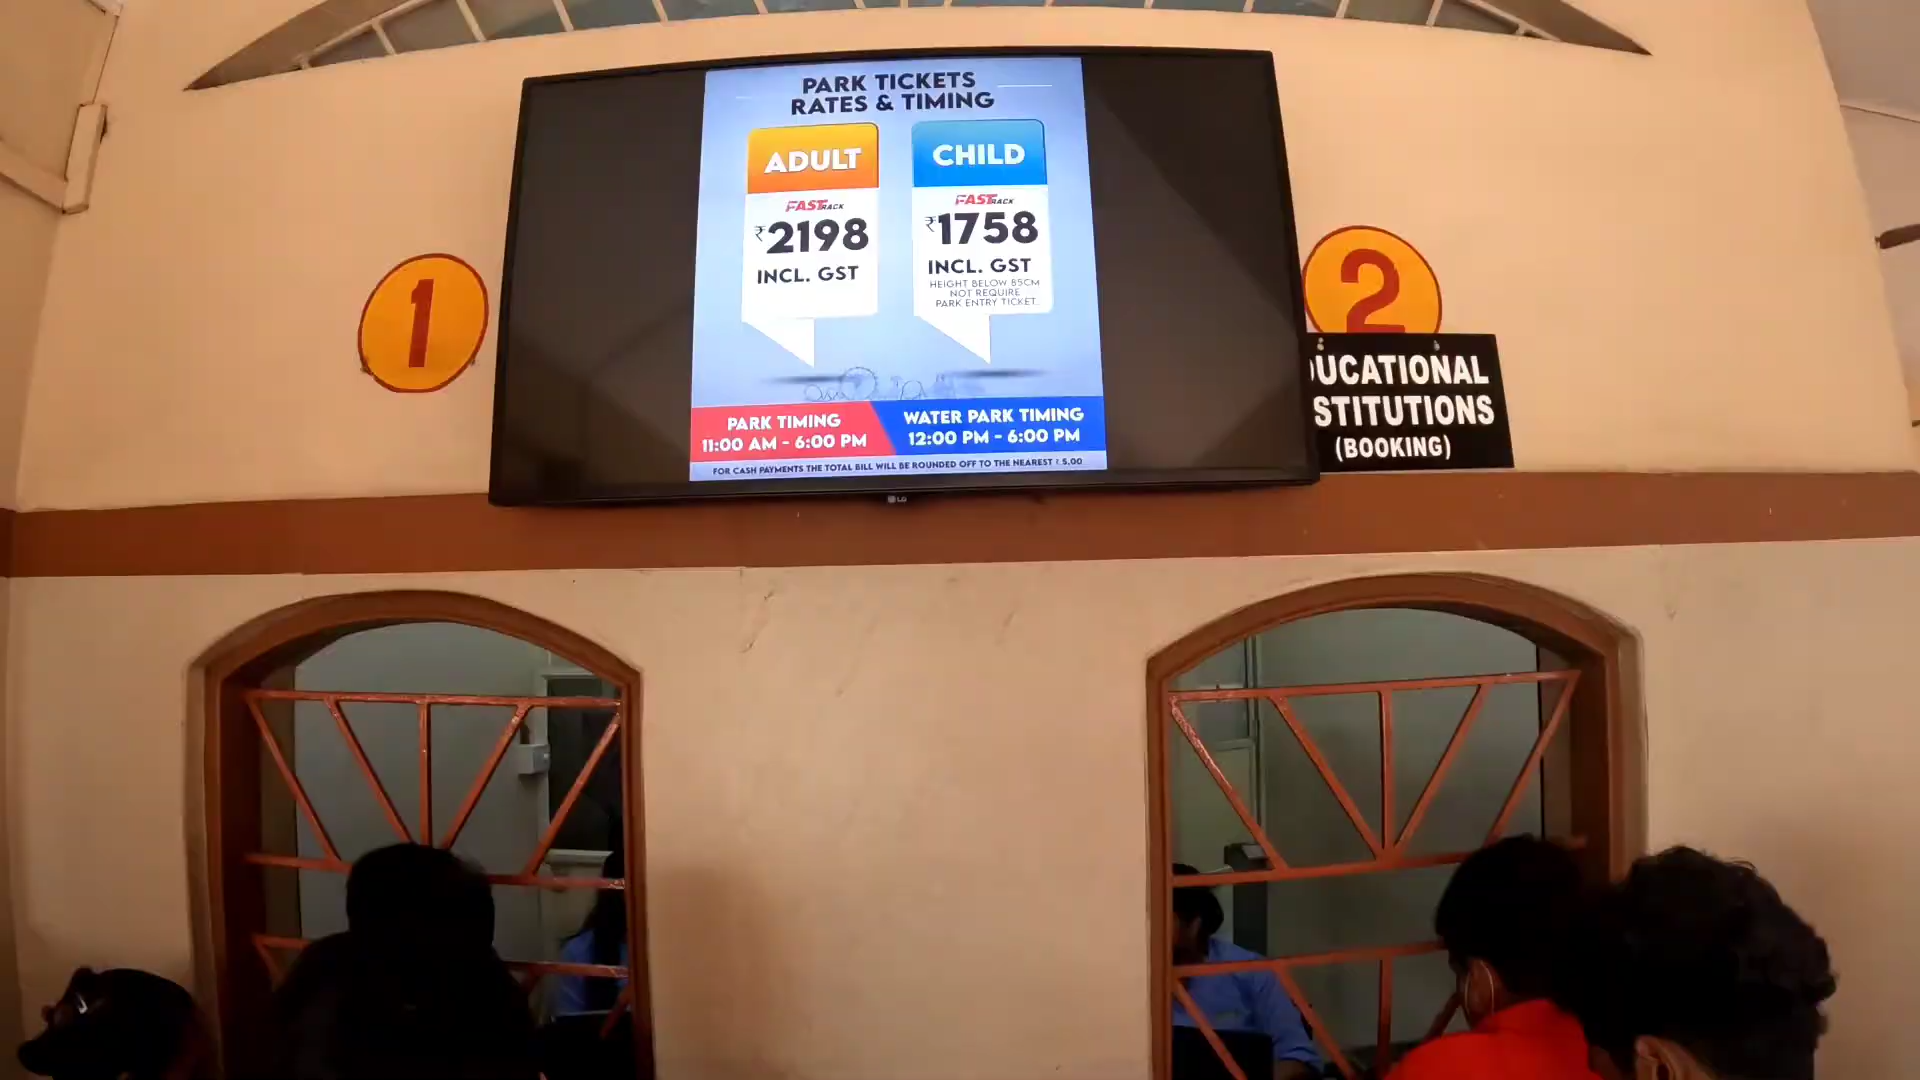 PARK TICKETS
RATES & TIMING
ADULT
FASTRACK
₹2198
INCL. GST
CHILD
FASTRACK
₹1758
INCL. GST
HEIGHT BELOW 85CM
NOT REQUIRE
PARK ENTRY TICKET.
PARK TIMING
11:00 AM - 6:00 PM
WATER PARK TIMING
12:00 PM - 6:00 PM
FOR CASH PAYMENTS THE TOTAL BILL WILL BE ROUNDED OFF TO THE NEAREST ₹ 5.00
LG
1
2
DUCATIONAL
STITUTIONS
(BOOKING)